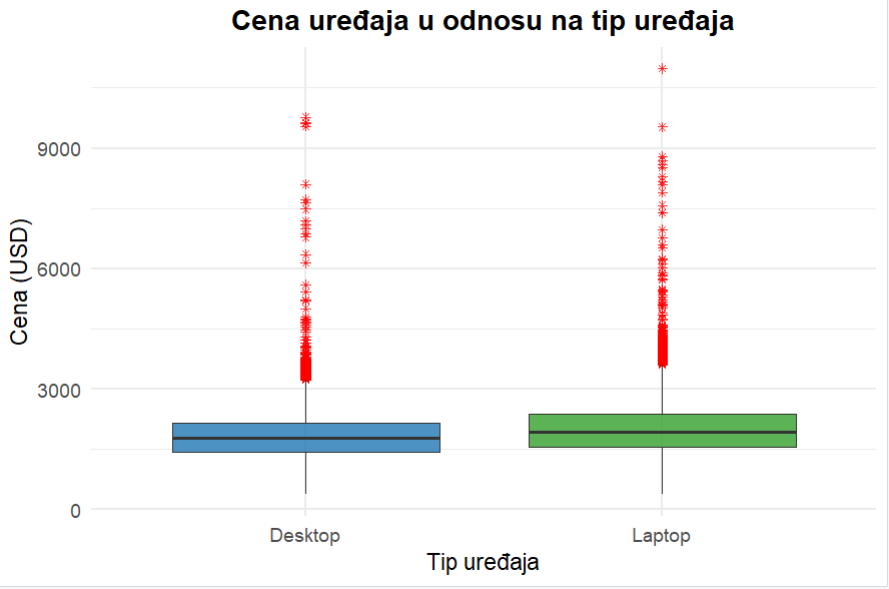 Cena uređaja u odnosu na tip uređaja
Cena (USD)
9000
6000
3000
0
Desktop
Laptop
Tip uređaja